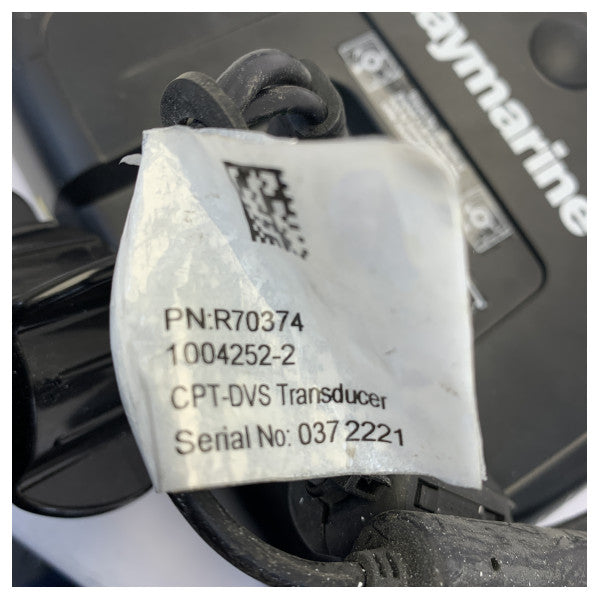 aymarine
PN:R70374
1004252-2
CPT-DVS Transducer
Serial No: 037 2221